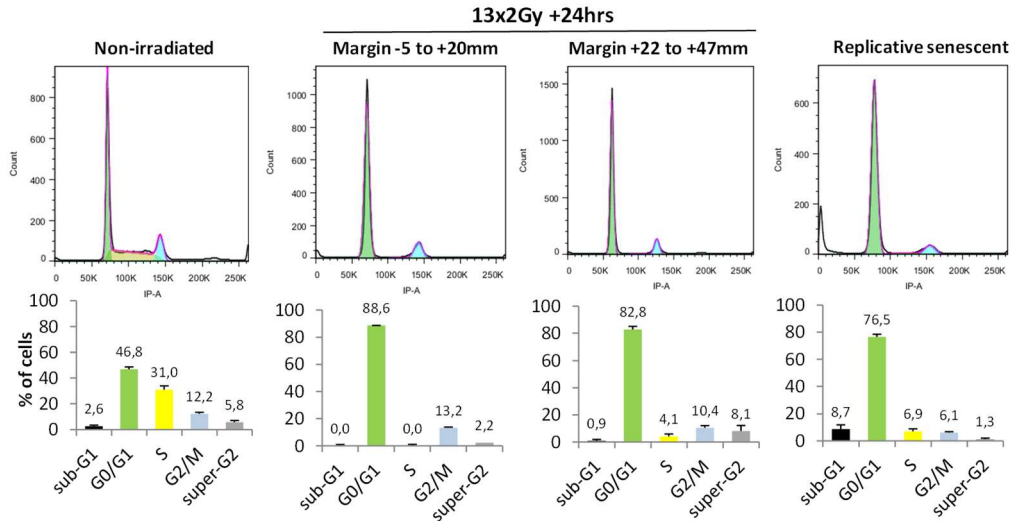 13x2Gy +24hrs
Non-irradiated
Margin -5 to +20mm
Margin +22 to +47mm
Replicative senescent
800
600
400
200
0
Count
0 50K 100K 150K 200K
IP-A
1000
800
600
400
200
0
Count
0 50K 100K 150K 200K 250K
IP-A
1500
1000
500
0
Count
0 50K 100K 150K 200K 250K
IP-A
600
400
200
0
Count
0 50K 100K 150K 200K 250K
IP-A
% of cells
100
80
60
40
20
0
2,6
46,8
31,0
12,2
5,8
sub-G1
G0/G1
S
G2/M
super-G2
100
80
60
40
20
0
0,0
88,6
0,0
13,2
2,2
sub-G1
G0/G1
S
G2/M
super-G2
100
80
60
40
20
0
0,9
82,8
4,1
10,4
8,1
sub-G1
G0/G1
S
G2/M
super-G2
100
80
60
40
20
0
8,7
76,5
6,9
6,1
1,3
sub-G1
G0/G1
S
G2/M
super-G2